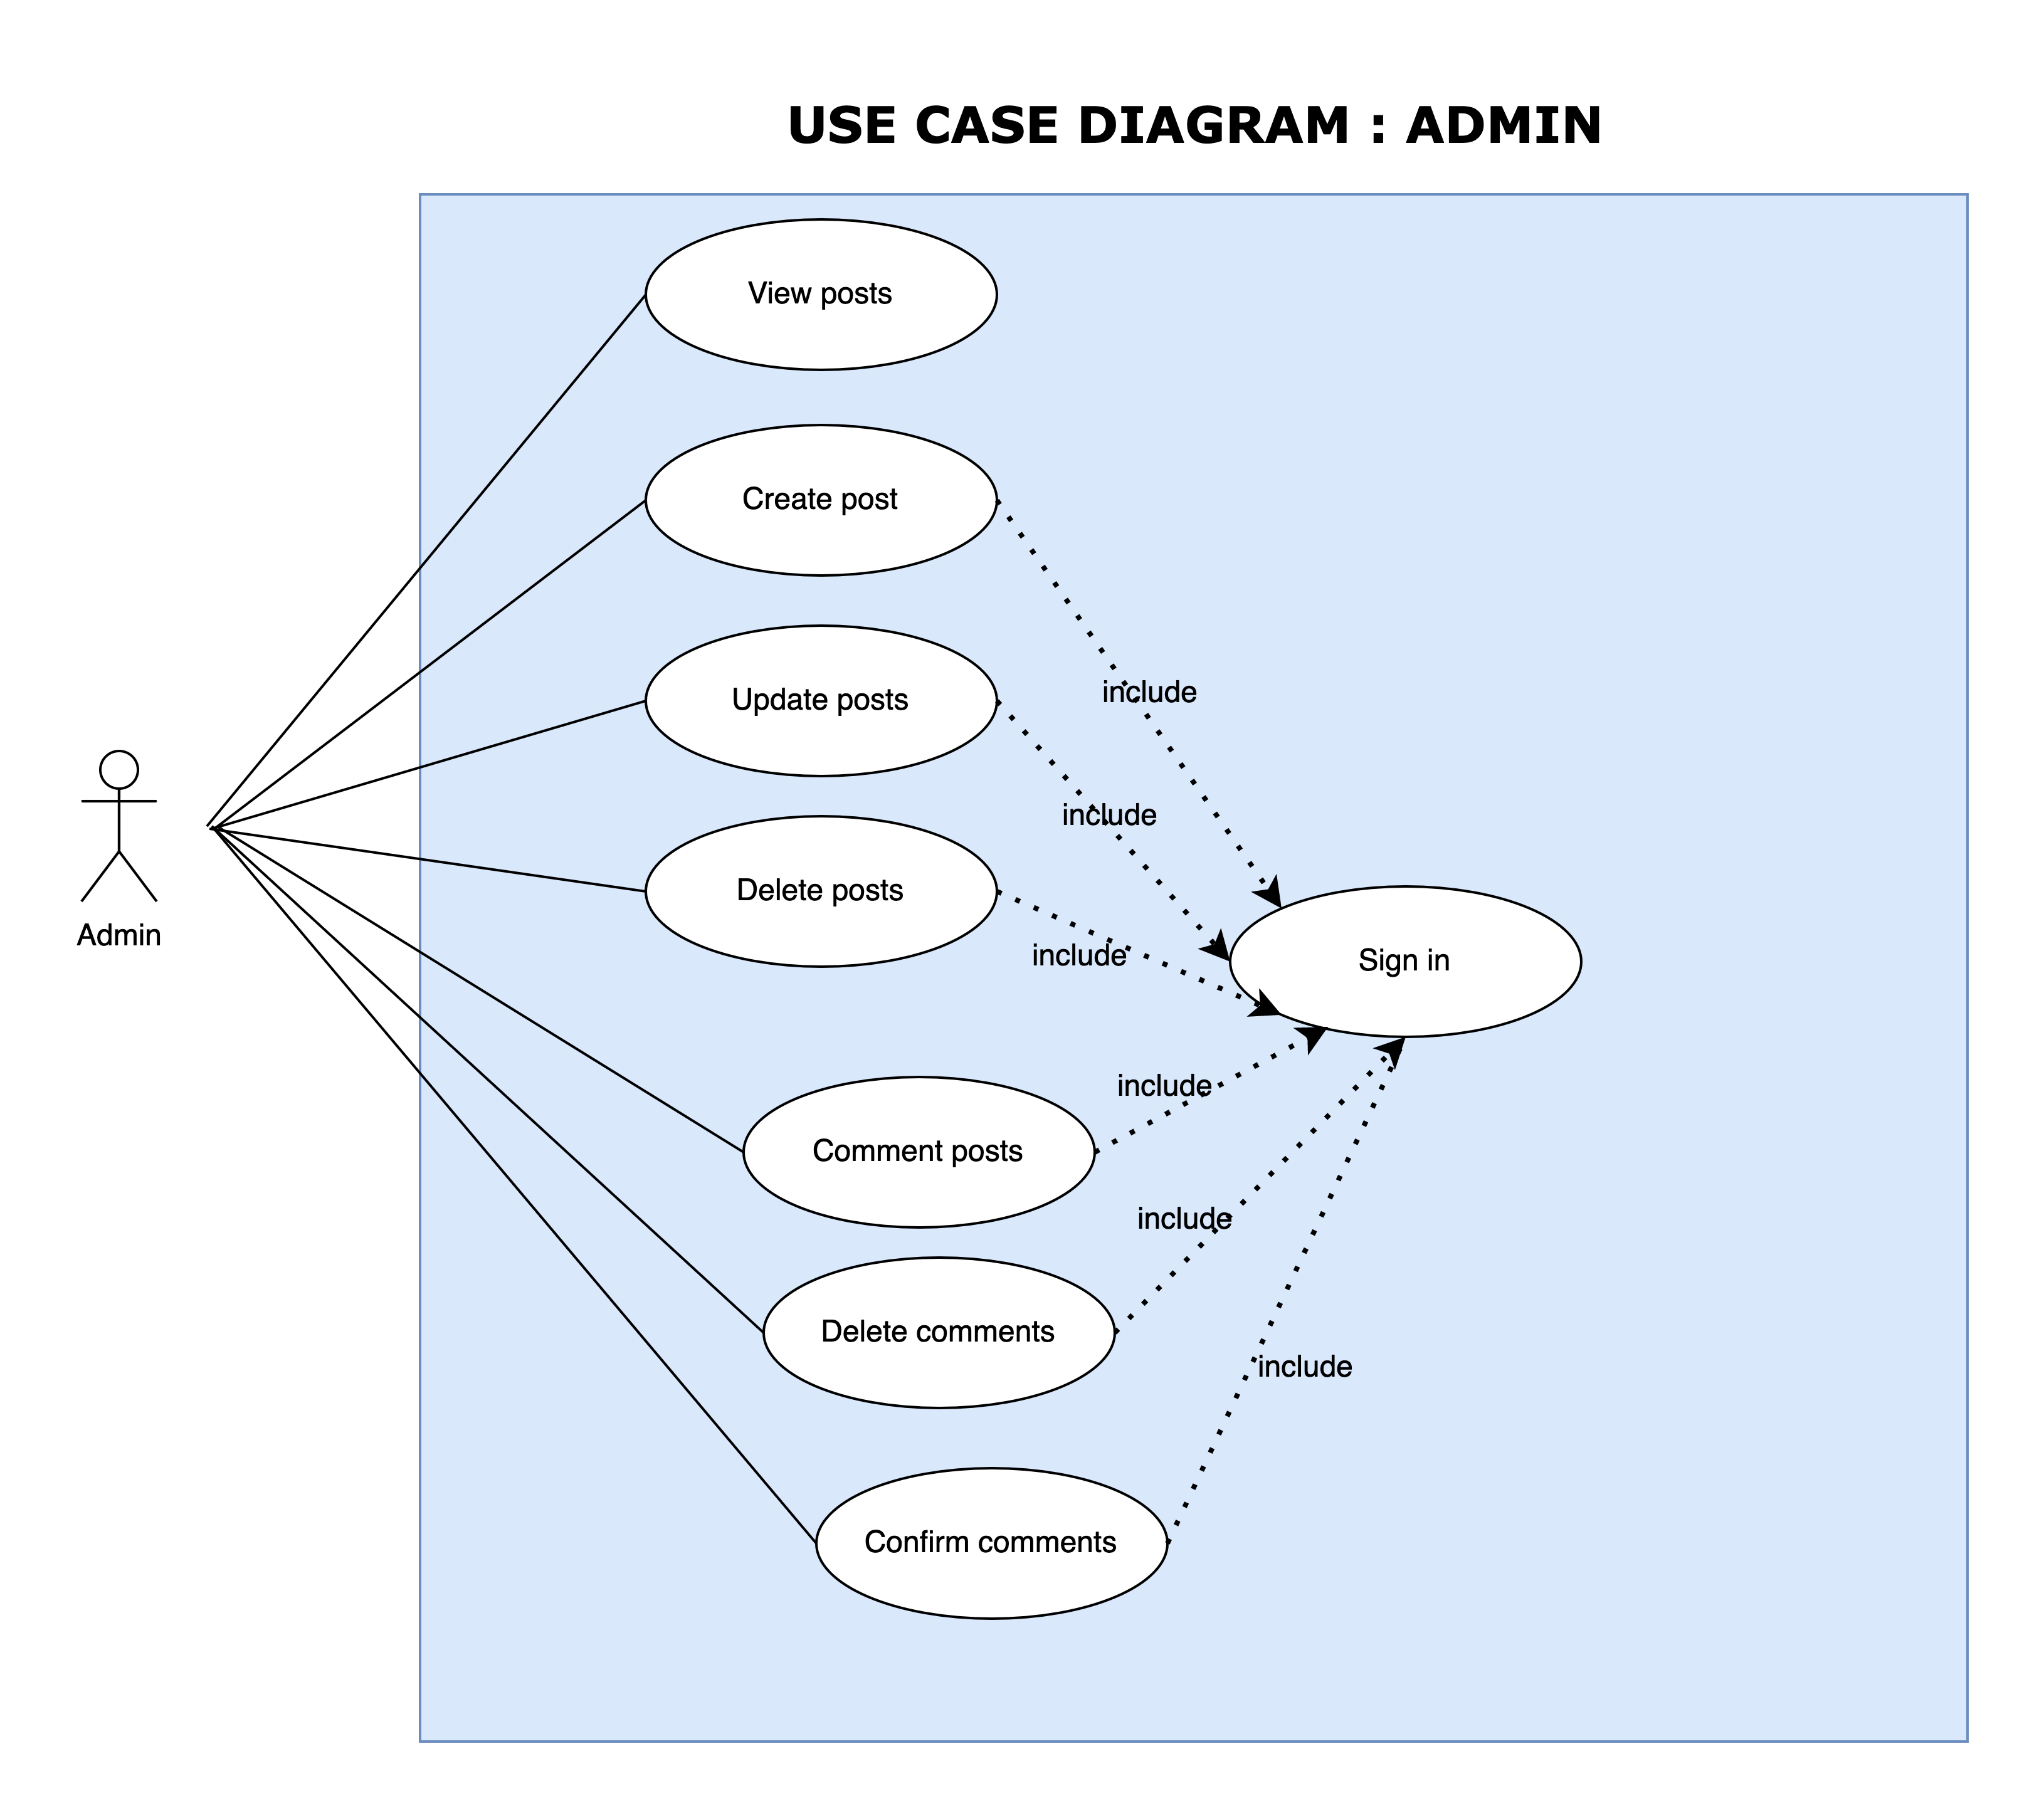 USE CASE DIAGRAM : ADMIN
View posts
Create post
include
Update posts
include
Delete posts
Admin
include
Sign in
include
Comment posts
include
Delete comments
include
Confirm comments